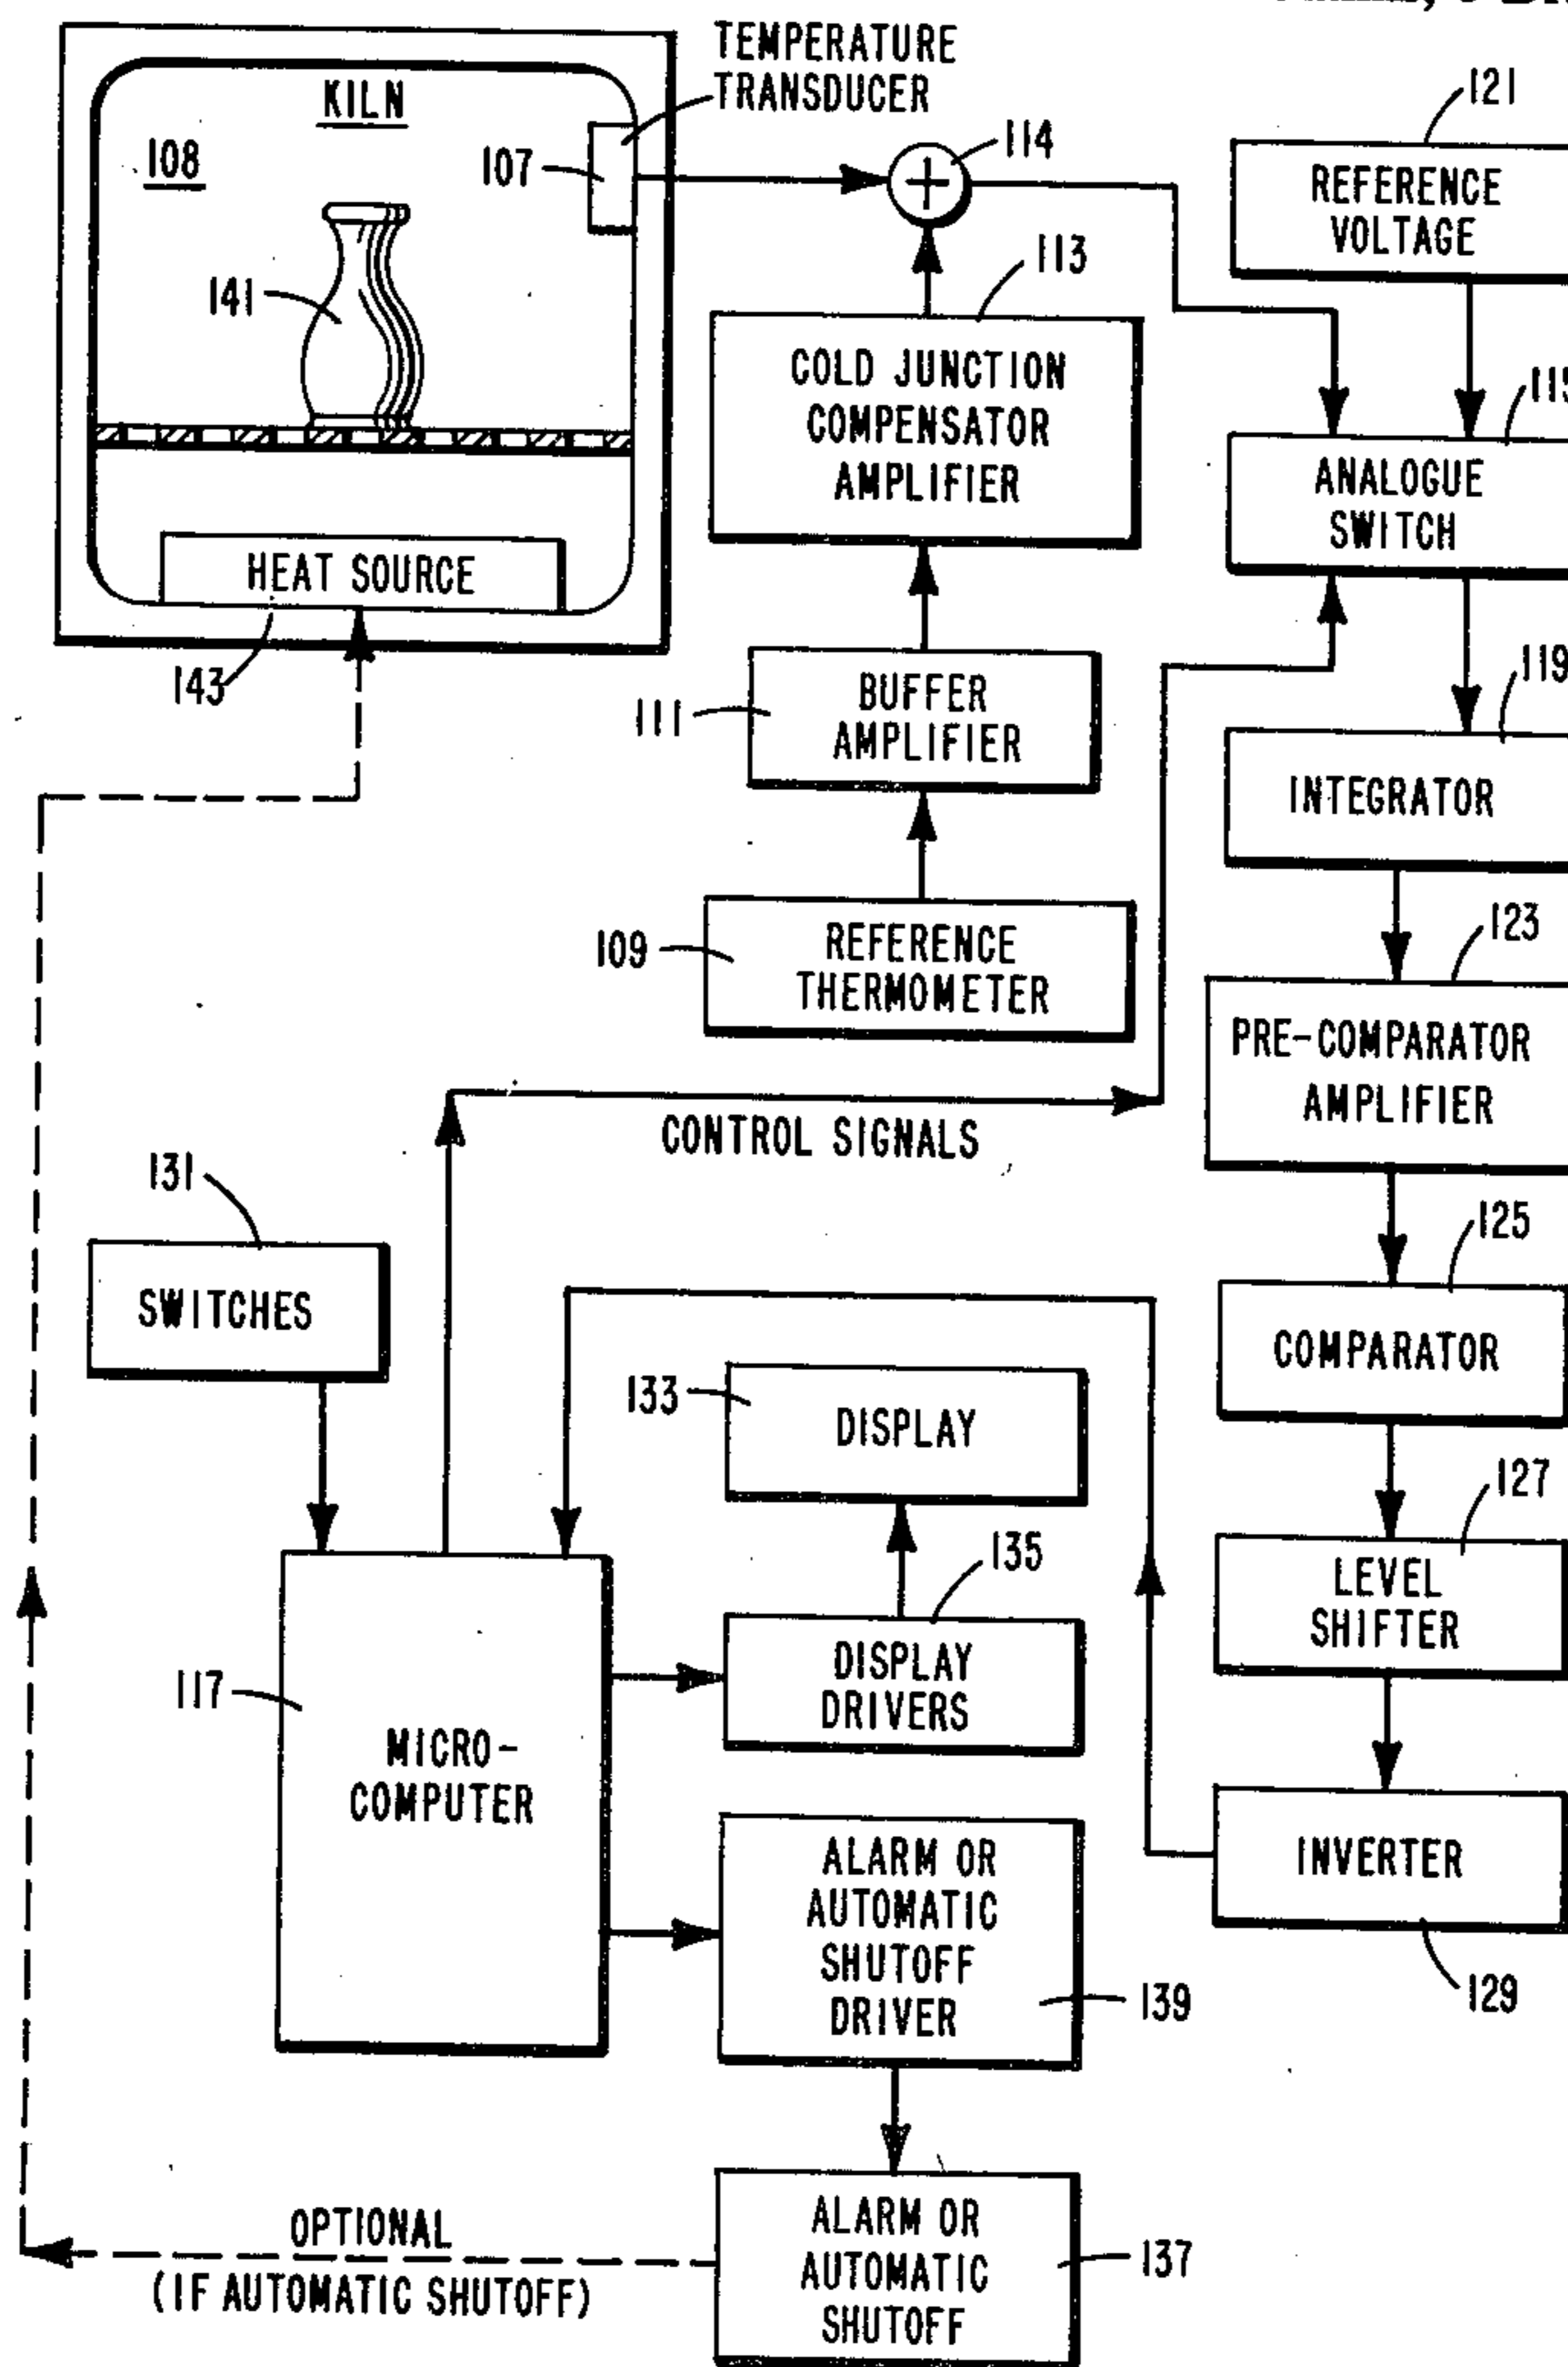 TEMPERATURE
TRANSDUCER
KILN
108
107
114
121
REFERENCE
VOLTAGE
141
113
COLD JUNCTION
COMPENSATOR
AMPLIFIER
ANALOGUE
SWITCH
HEAT SOURCE
143
111
BUFFER
AMPLIFIER
119
INTEGRATOR
109
REFERENCE
THERMOMETER
123
PRE-COMPARATOR
AMPLIFIER
CONTROL SIGNALS
131
SWITCHES
125
COMPARATOR
133
DISPLAY
127
LEVEL
SHIFTER
135
DISPLAY
DRIVERS
117
MICRO-
COMPUTER
INVERTER
129
ALARM OR
AUTOMATIC
SHUTOFF
DRIVER
139
OPTIONAL
(IF AUTOMATIC SHUTOFF)
ALARM OR
AUTOMATIC
SHUTOFF
137